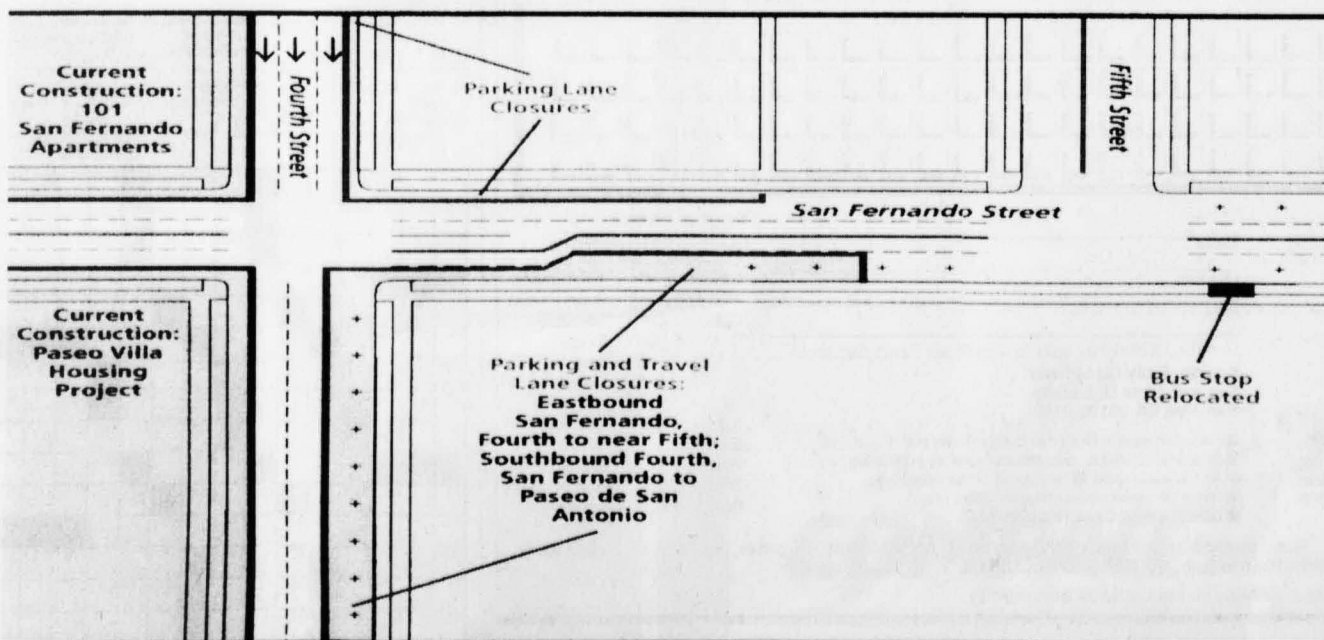 Current
Construction:
101
San Fernando
Apartments
Fourth Street
Parking Lane
Closures
Fifth Street
San Fernando Street
Current
Construction:
Paseo Villa
Housing
Project
Parking and Travel
Lane Closures:
Eastbound
San Fernando,
Fourth to near Fifth;
Southbound Fourth,
San Fernando to
Paseo de San
Antonio
Bus Stop
Relocated